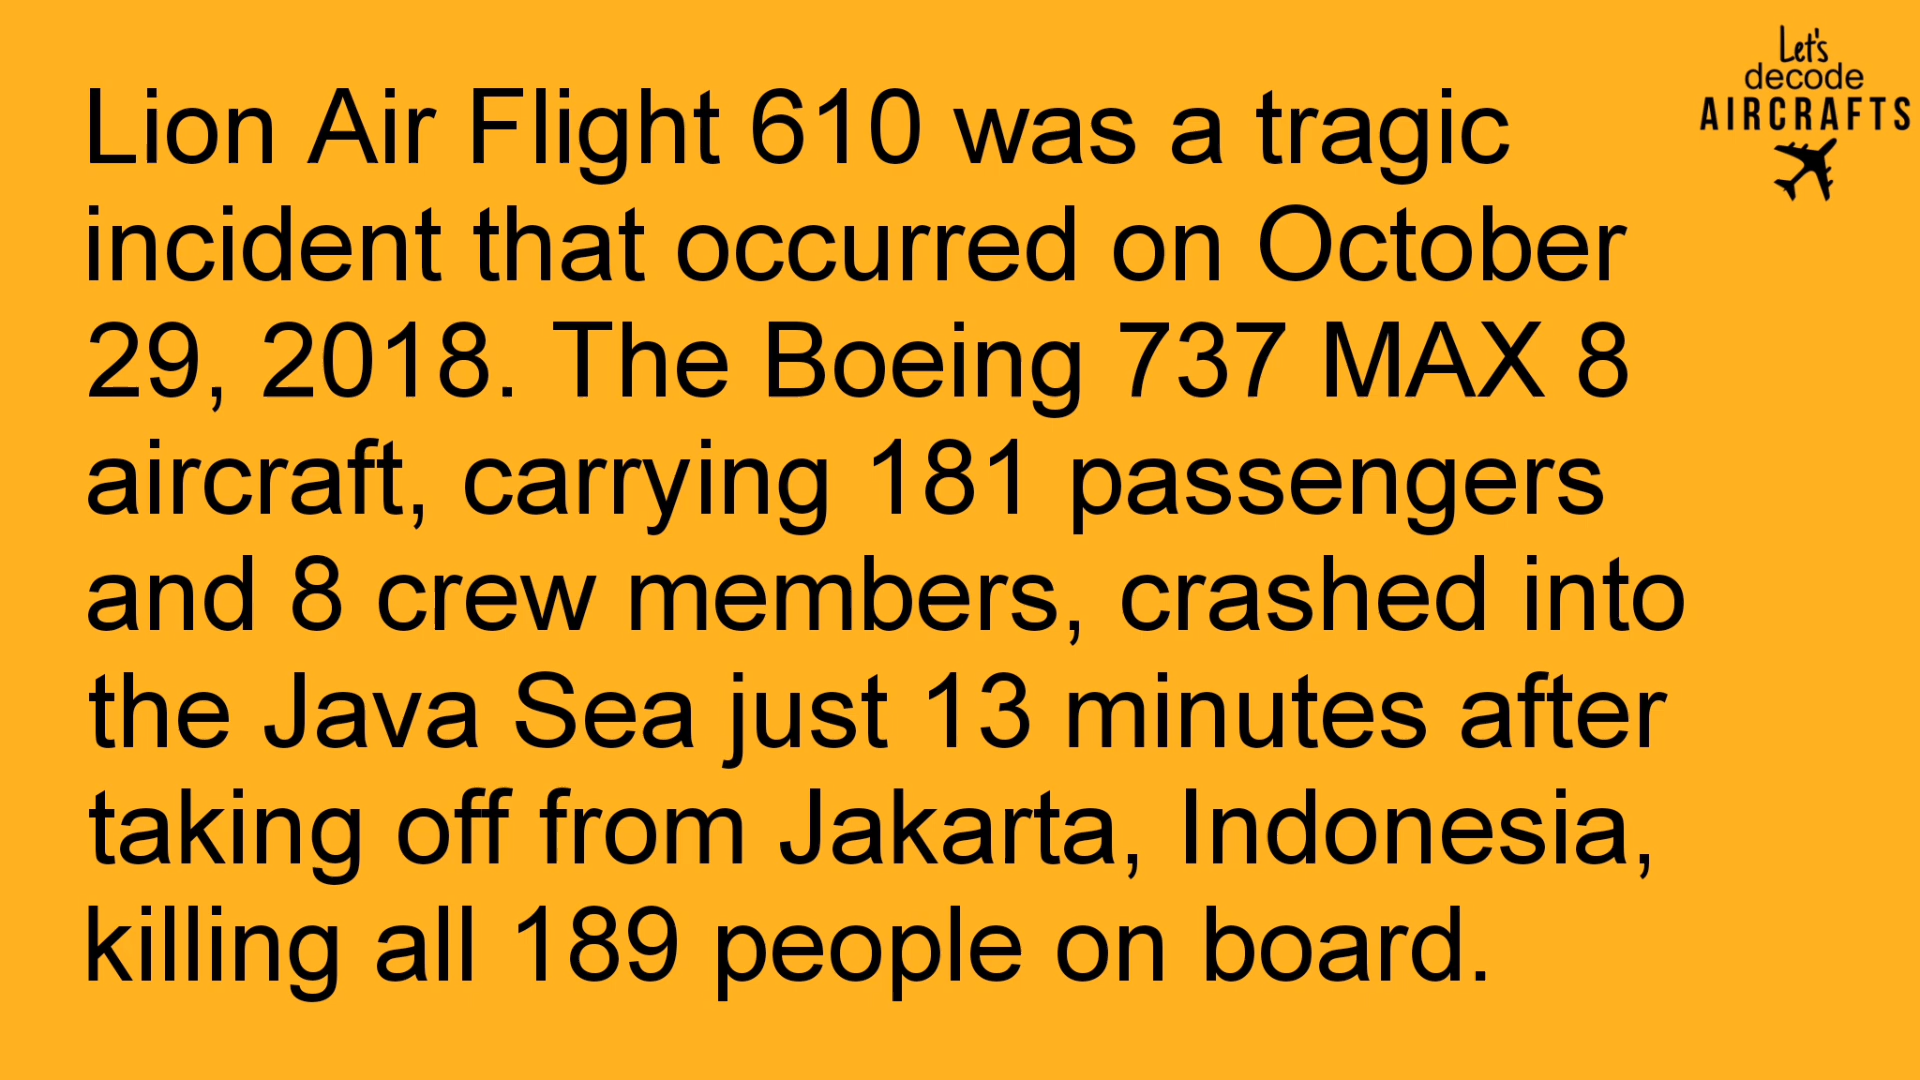 Let's
decode
AIRCRAFTS
Lion Air Flight 610 was a tragic
incident that occurred on October
29, 2018. The Boeing 737 MAX 8
aircraft, carrying 181 passengers
and 8 crew members, crashed into
the Java Sea just 13 minutes after
taking off from Jakarta, Indonesia,
killing all 189 people on board.